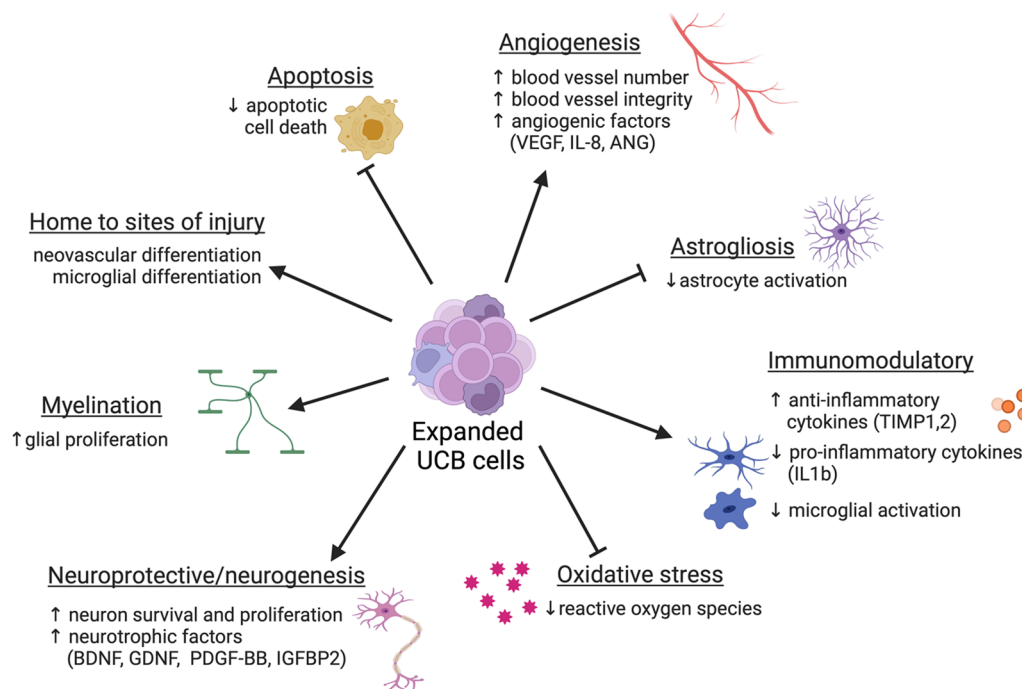 Angiogenesis
↑ blood vessel number
↑ blood vessel integrity
↑ angiogenic factors
(VEGF, IL-8, ANG)
Apoptosis
↓ apoptotic
cell death
Home to sites of injury
neovascular differentiation
microglial differentiation
Astrogliosis
↓astrocyte activation
Immunomodulatory
↑ anti-inflammatory
cytokines (TIMP1,2)
↓ pro-inflammatory cytokines
(IL1b)
↓ microglial activation
Myelination
↑glial proliferation
Expanded
UCB cells
Neuroprotective/neurogenesis
↑ neuron survival and proliferation
↑ neurotrophic factors
(BDNF, GDNF, PDGF-BB, IGFBP2)
Oxidative stress
↓reactive oxygen species